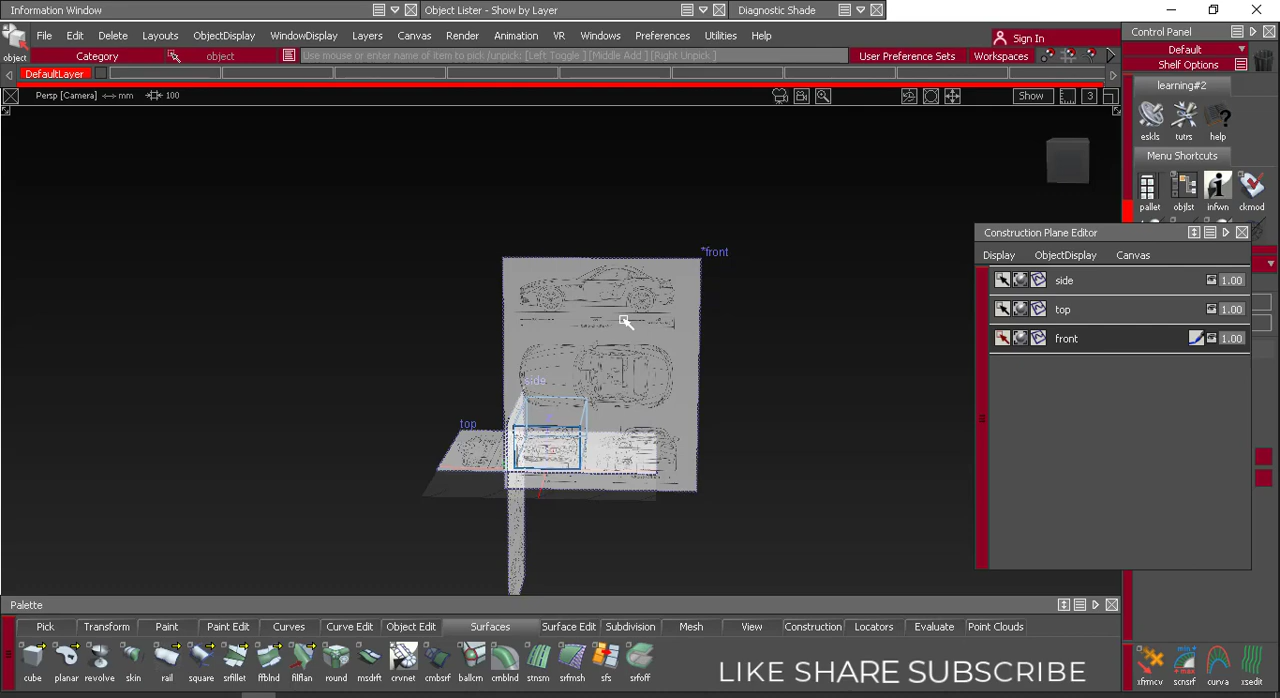 Information Window
Object Lister - Show by Layer
Diagnostic Shade
object
File Edit Delete Layouts ObjectDisplay WindowDisplay Layers Canvas Render Animation VR Windows Preferences Utilities Help
Sign In
Category
object
Use mouse or enter name of item to pick /unpick: [Left Toggle ] [Middle Add ] [Right Unpick ]
User Preference Sets
Workspaces
DefaultLayer
Persp [Camera] mm 100
Show
3
Control Panel
Default
Shelf Options
learning#2
eskls tutrs help
Menu Shortcuts
pallet objlst infwn ckmod
Construction Plane Editor
Display ObjectDisplay Canvas
side 1.00
top 1.00
front 1.00
*front
side
top
Palette
Pick Transform Paint Paint Edit Curves Curve Edit Object Edit Surfaces Surface Edit Subdivision Mesh View Construction Locators Evaluate Point Clouds
cube planar revolve skin rail square srfillet ffblnd filflan round msdrft crvnet cmbsrf ballcrn cnblnd stnsrn srfmsh sfs srfoff
xfrmcv scnsrf curva xsedit
LIKE SHARE SUBSCRIBE